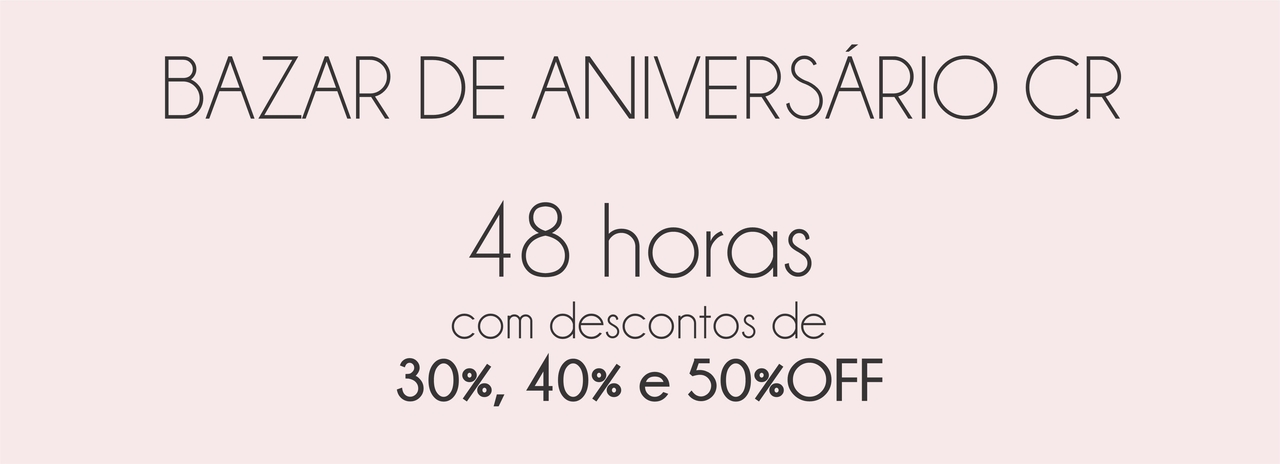 BAZAR DE ANIVERSÁRIO CR
48 horas
com descontos de
30%, 40% e 50%OFF